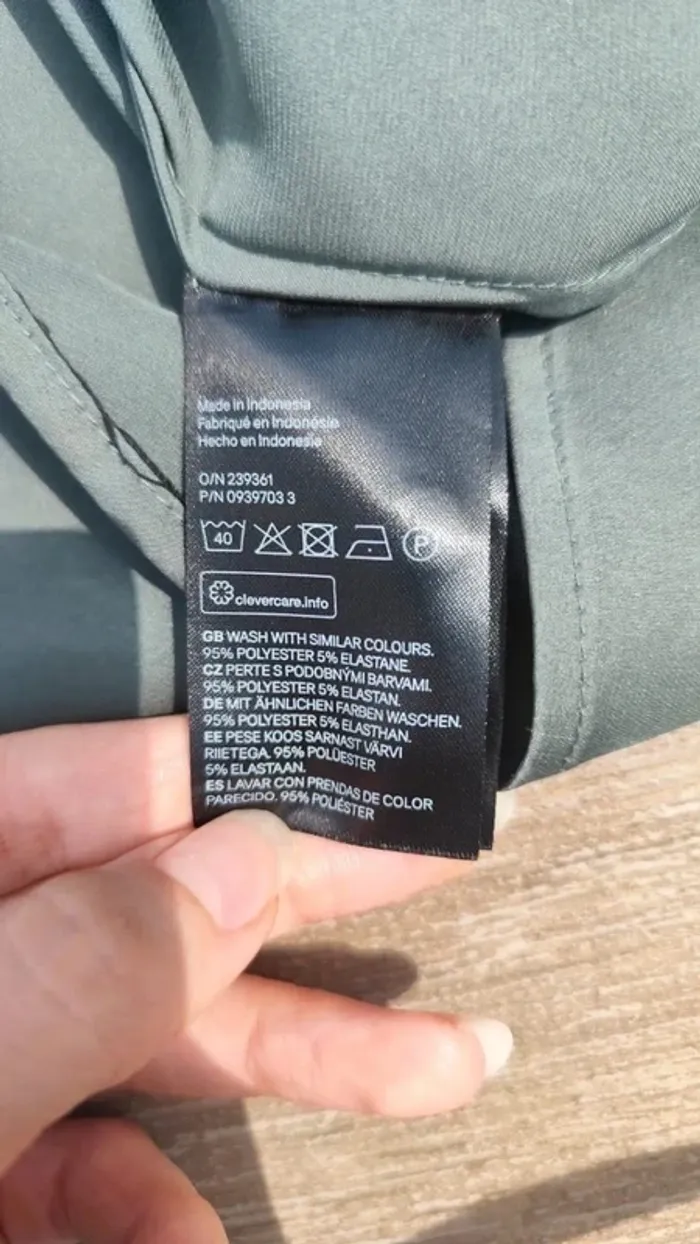 Made in Indonesia
Fabriqué en Indonésie
Hecho en Indonesia
O/N 239361
P/N 0939703 3
40
P
clevercare.info
GB WASH WITH SIMILAR COLOURS.
95% POLYESTER 5% ELASTANE.
CZ PERTE S PODOBNÝMI BARVAMI.
95% POLYESTER 5% ELASTAN.
DE MIT ÄHNLICHEN FARBEN WASCHEN.
95% POLYESTER 5% ELASTHAN.
EE PESE KOOS SARNAST VÄRVI
RIIETEGA. 95% POLÜESTER
5% ELASTAAN.
ES LAVAR CON PRENDAS DE COLOR
PARECIDO. 95% POLIÉSTER